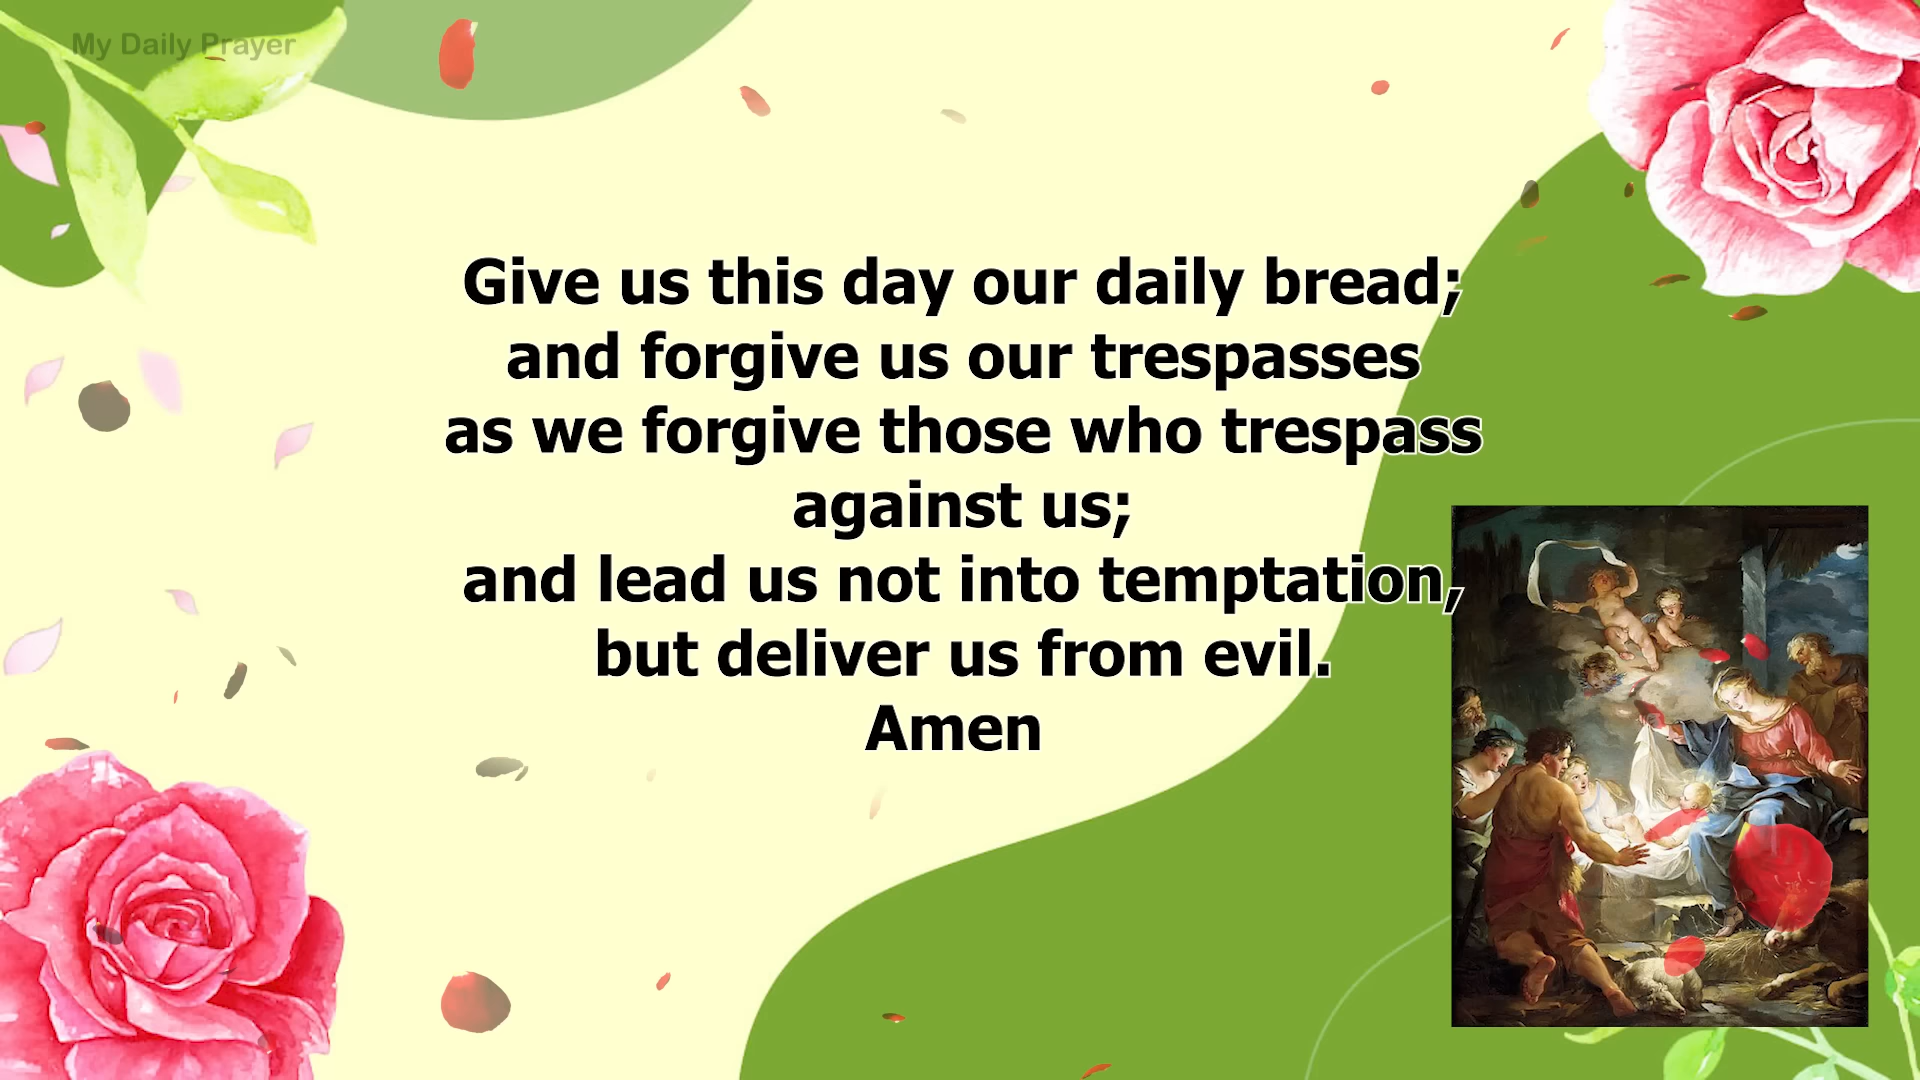 My Daily Prayer
Give us this day our daily bread;
and forgive us our trespasses
as we forgive those who trespass
against us;
and lead us not into temptation,
but deliver us from evil.
Amen